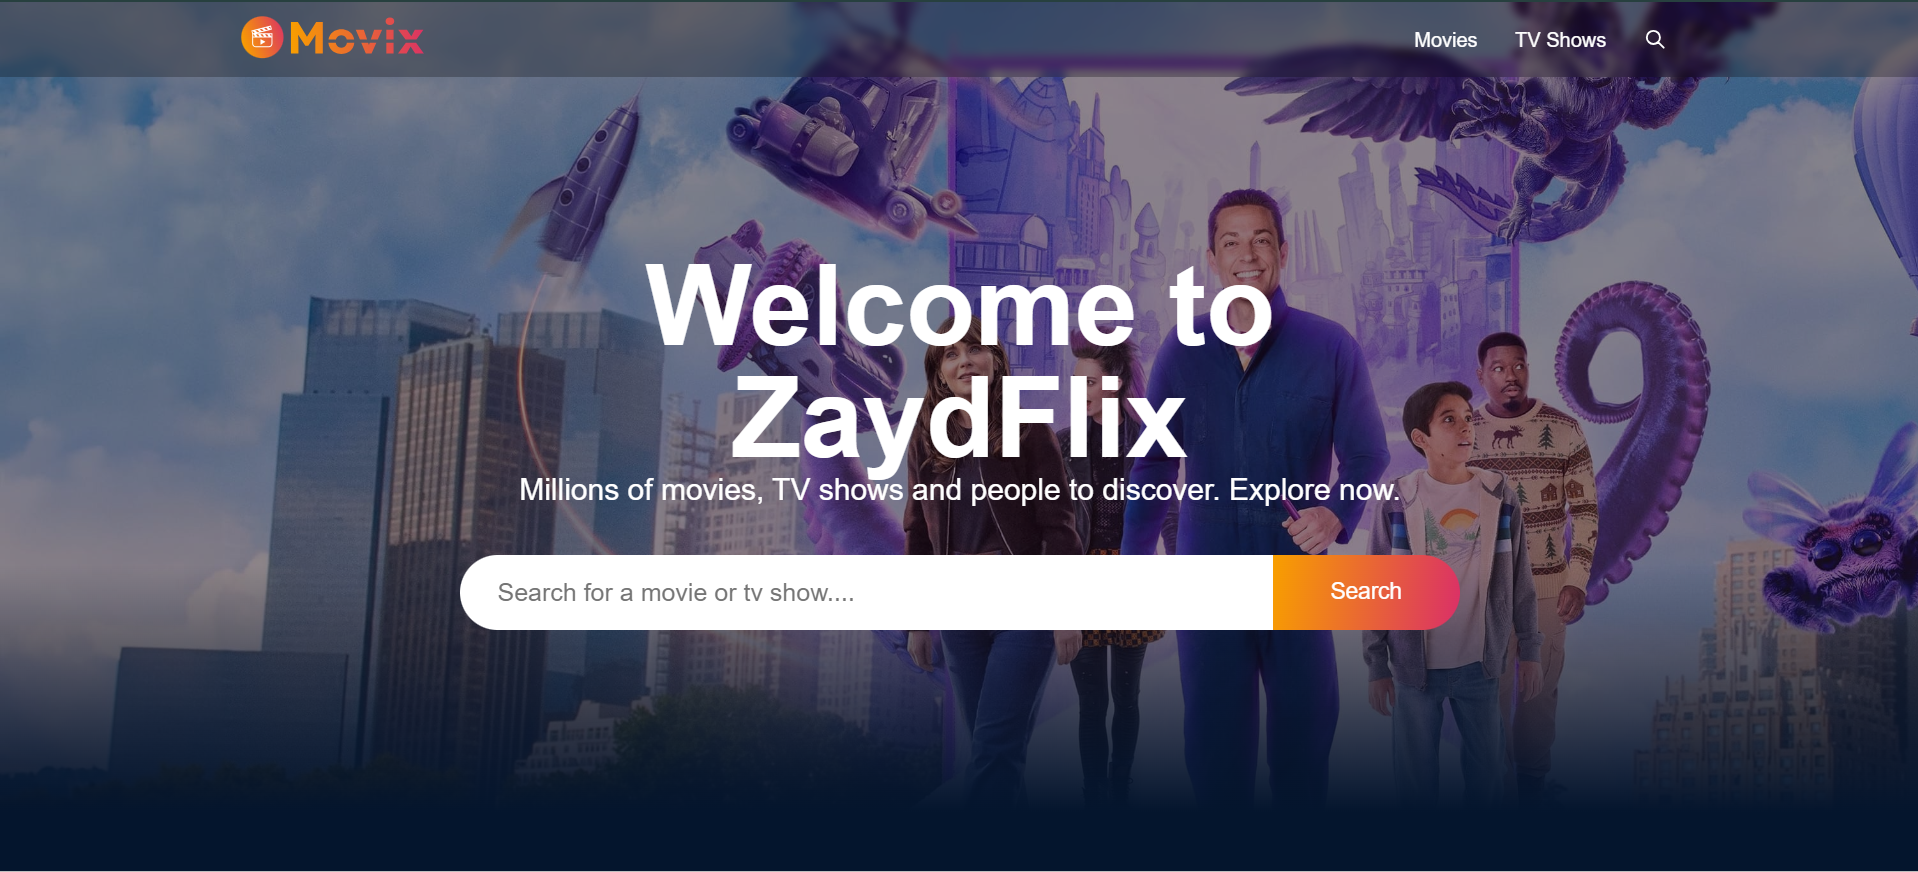 Movix
Movies
TV Shows
Welcome to
ZaydFlix
Millions of movies, TV shows and people to discover. Explore now.
Search for a movie or tv show....
Search